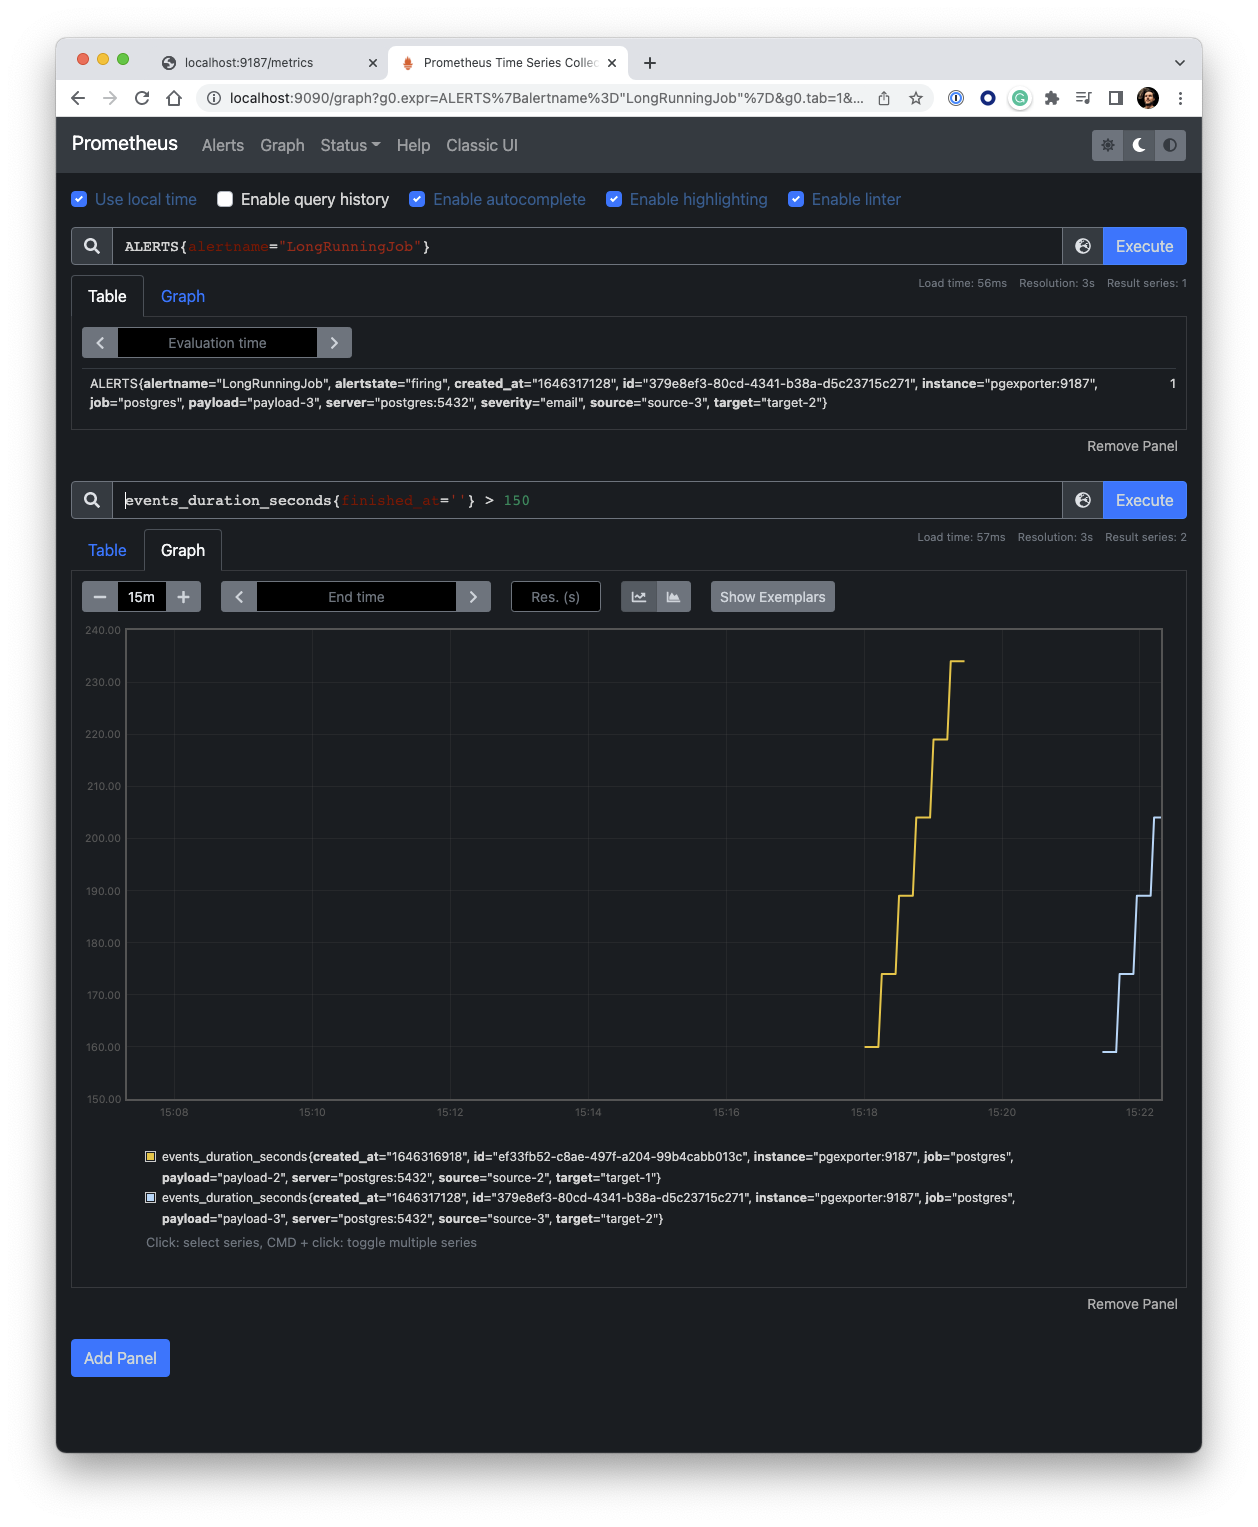 localhost:9187/metrics
Prometheus Time Series Collec
localhost:9090/graph?g0.expr=ALERTS%7Balertname%3D"LongRunningJob"%7D&g0.tab=1&...
Prometheus Alerts Graph Status Help Classic UI
Use local time Enable query history Enable autocomplete Enable highlighting Enable linter
ALERTS{alertname="LongRunningJob"} Execute
Load time: 56ms Resolution: 3s Result series: 1
Table Graph
Evaluation time
ALERTS{alertname="LongRunningJob", alertstate="firing", created_at="1646317128", id="379e8ef3-80cd-4341-b38a-d5c23715c271", instance="pgexporter:9187", 1
job="postgres", payload="payload-3", server="postgres:5432", severity="email", source="source-3", target="target-2"}
Remove Panel
events_duration_seconds{finished_at=''} > 150 Execute
Load time: 57ms Resolution: 3s Result series: 2
Table Graph
15m End time Res. (s) Show Exemplars
240.00
230.00
220.00
210.00
200.00
190.00
180.00
170.00
160.00
150.00
15:08 15:10 15:12 15:14 15:16 15:18 15:20 15:22
events_duration_seconds{created_at="1646316918", id="ef33fb52-c8ae-497f-a204-99b4cabb013c", instance="pgexporter:9187", job="postgres",
payload="payload-2", server="postgres:5432", source="source-2", target="target-1"}
events_duration_seconds{created_at="1646317128", id="379e8ef3-80cd-4341-b38a-d5c23715c271", instance="pgexporter:9187", job="postgres",
payload="payload-3", server="postgres:5432", source="source-3", target="target-2"}
Click: select series, CMD + click: toggle multiple series
Remove Panel
Add Panel